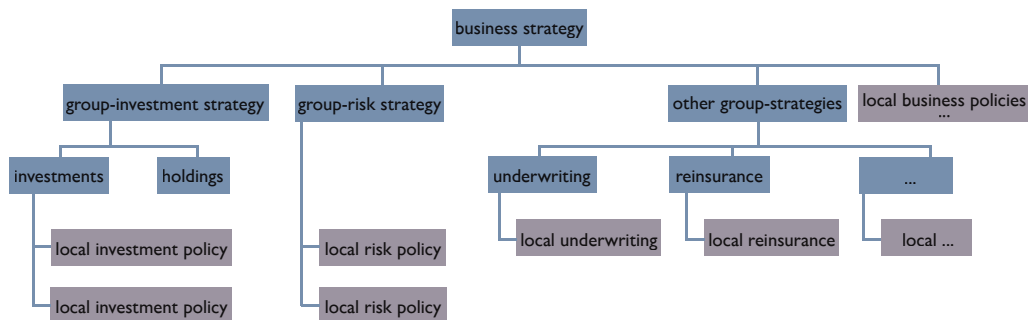 business strategy
group-investment strategy
group-risk strategy
other group-strategies
local business policies
...
investments
holdings
underwriting
reinsurance
...
local investment policy
local risk policy
local underwriting
local reinsurance
local ...
local investment policy
local risk policy